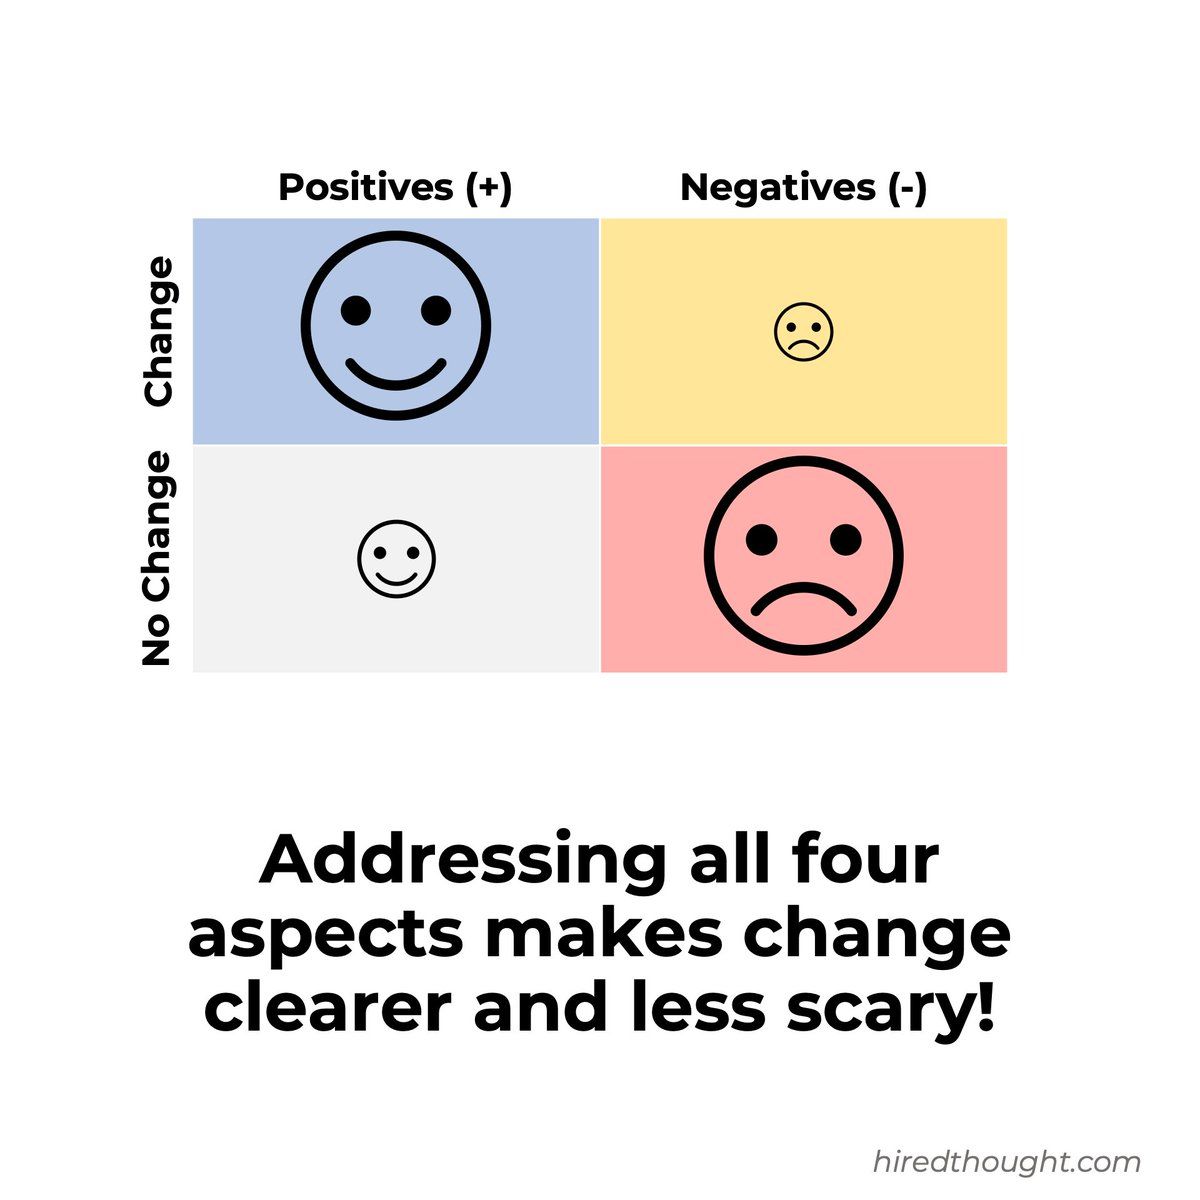 Positives (+)
Negatives (-)
Change
No Change
Addressing all four
aspects makes change
clearer and less scary!
hiredthought.com